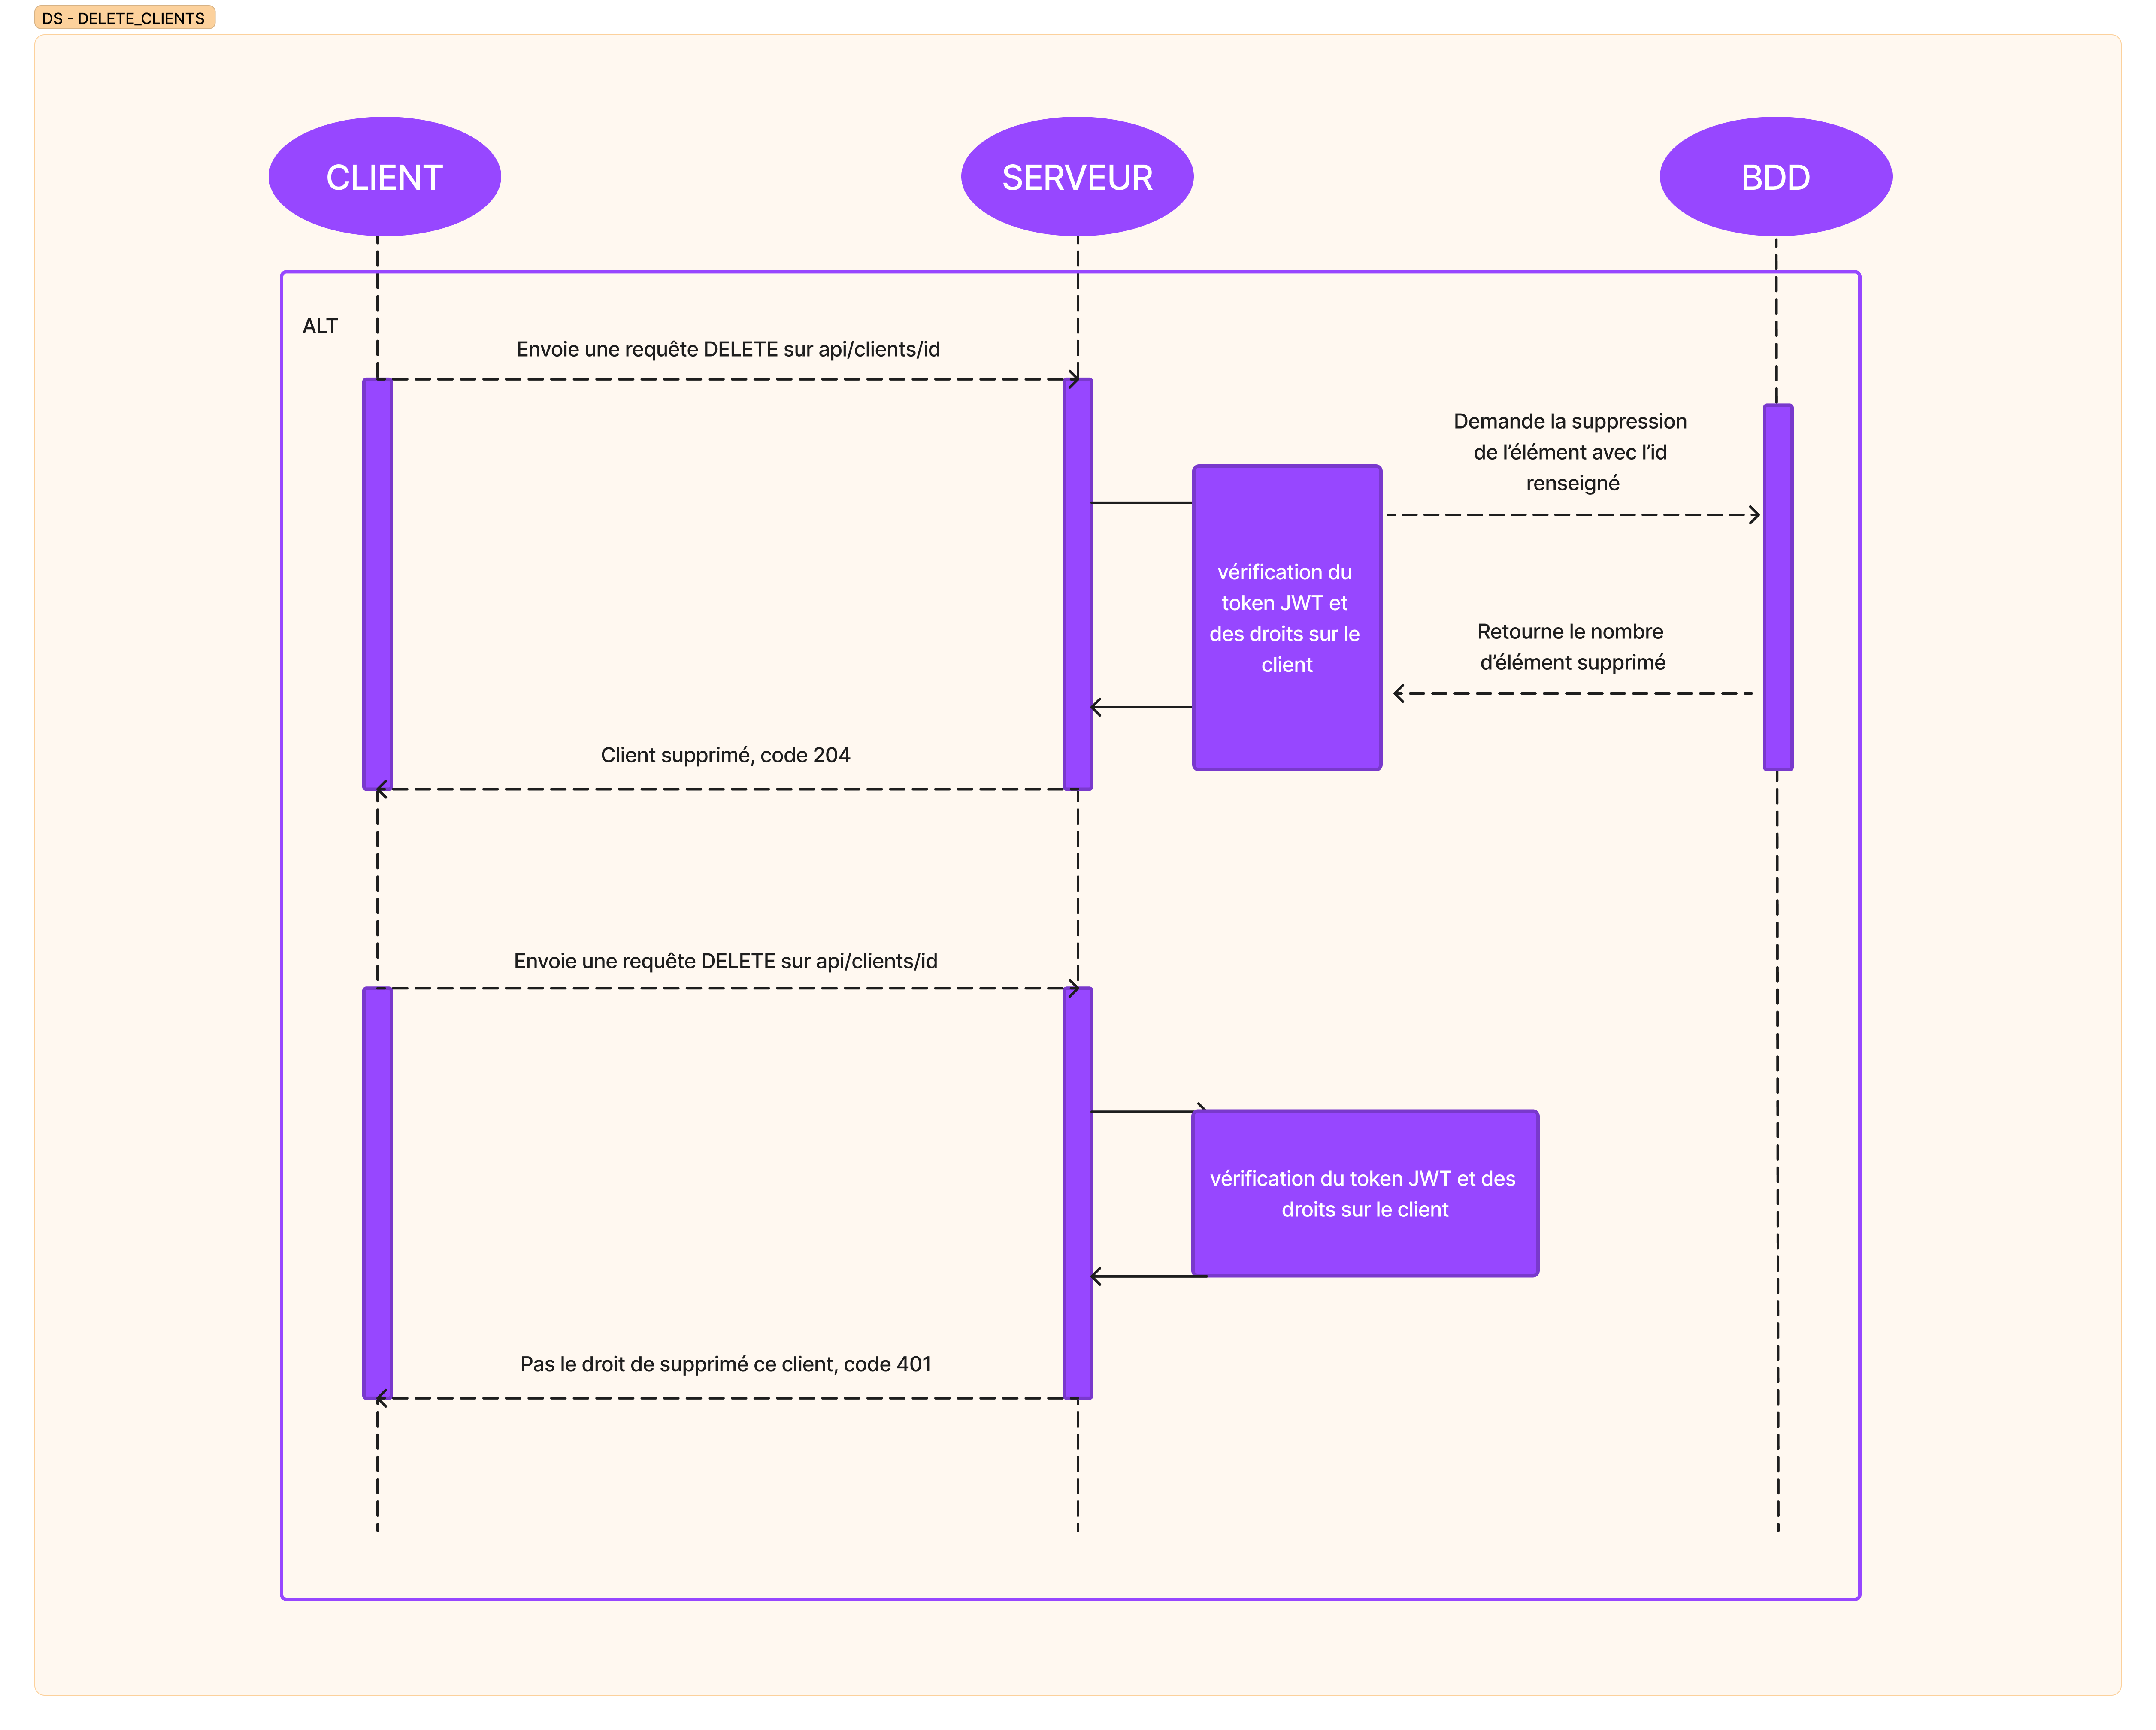 DS - DELETE_CLIENTS
CLIENT
SERVEUR
BDD
ALT
Envoie une requête DELETE sur api/clients/id
Demande la suppression
de l’élément avec l’id
renseigné
vérification du
token JWT et
des droits sur le
client
Retourne le nombre
d’élément supprimé
Client supprimé, code 204
Envoie une requête DELETE sur api/clients/id
vérification du token JWT et des
droits sur le client
Pas le droit de supprimé ce client, code 401